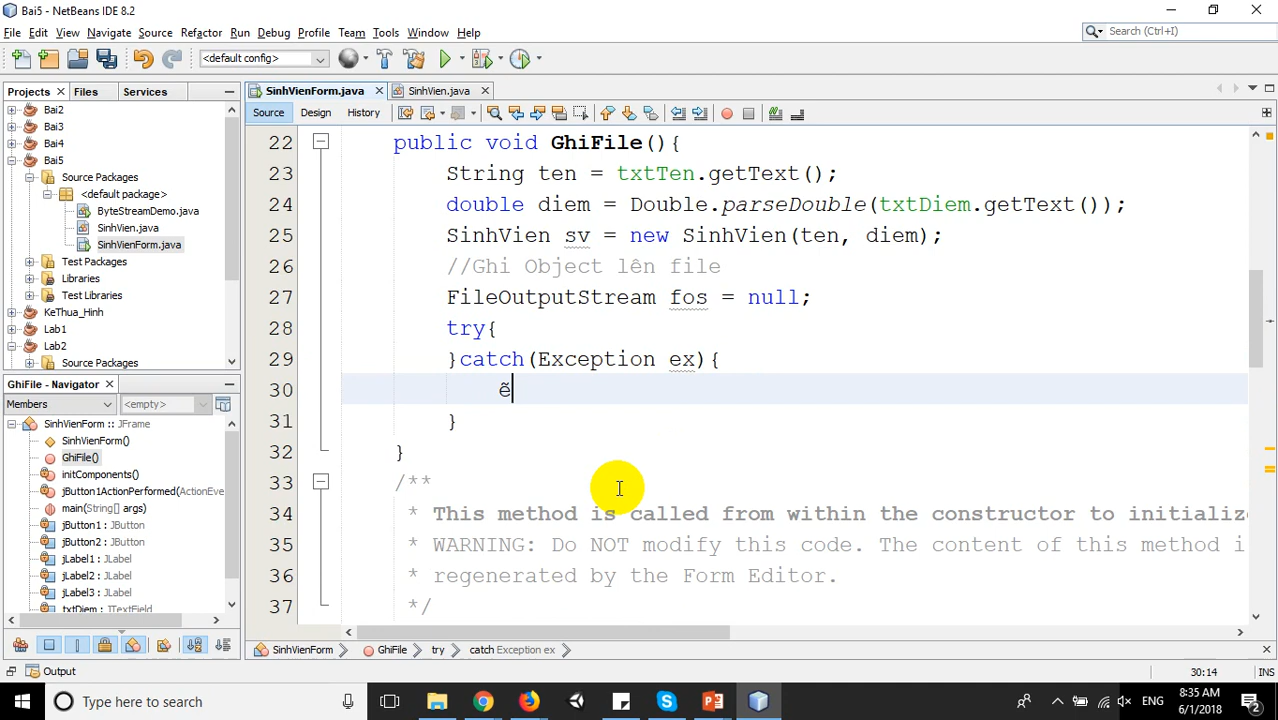 Bai5 - NetBeans IDE 8.2
File Edit View Navigate Source Refactor Run Debug Profile Team Tools Window Help
Search (Ctrl+I)
<default config>
Projects Files Services
Bai2
Bai3
Bai4
Bai5
Source Packages
<default package>
ByteStreamDemo.java
SinhVien.java
SinhVienForm.java
Test Packages
Libraries
Test Libraries
KeThua_Hinh
Lab1
Lab2
Source Packages
GhiFile - Navigator
Members <empty>
SinhVienForm :: JFrame
SinhVienForm()
GhiFile()
initComponents()
jButton1ActionPerformed(ActionEve
main(String[] args)
jButton1 : JButton
jButton2 : JButton
jLabel1 : JLabel
jLabel2 : JLabel
jLabel3 : JLabel
txtDiem : JTextField
SinhVienForm.java SinhVien.java
Source Design History
22 public void GhiFile(){
23 String ten = txtTen.getText();
24 double diem = Double.parseDouble(txtDiem.getText());
25 SinhVien sv = new SinhVien(ten, diem);
26 //Ghi Object lên file
27 FileOutputStream fos = null;
28 try{
29 }catch(Exception ex){
30 ẽ
31 }
32 }
33 /**
34 * This method is called from within the constructor to initialize
35 * WARNING: Do NOT modify this code. The content of this method i
36 * regenerated by the Form Editor.
37 */
SinhVienForm GhiFile try catch Exception ex
Output
30:14 INS
Type here to search
ENG
8:35 AM
6/1/2018
2